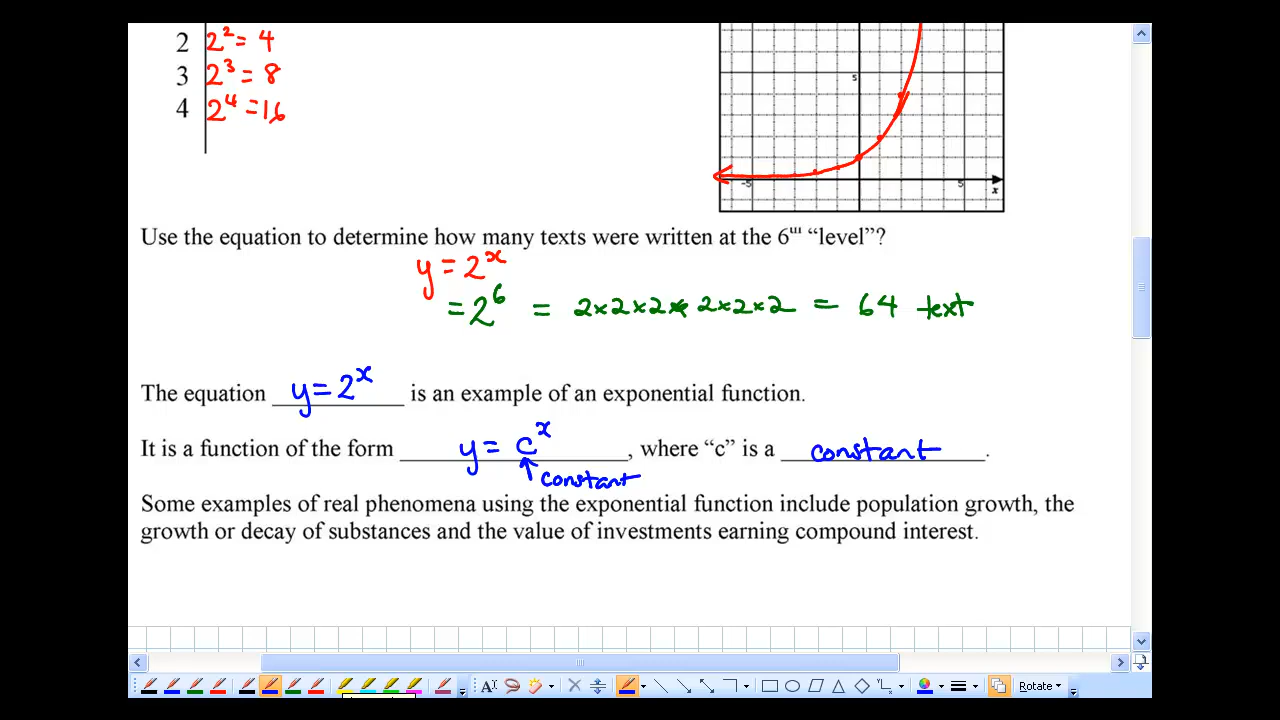 2 2² = 4
3 2³ = 8
4 2⁴ = 16
5
-5
5
x
Use the equation to determine how many texts were written at the 6th “level”?
y = 2ˣ
= 2⁶ = 2×2×2×2×2×2 = 64 text
The equation y = 2ˣ is an example of an exponential function.
It is a function of the form y = cˣ, where “c” is a constant.
constant
Some examples of real phenomena using the exponential function include population growth, the
growth or decay of substances and the value of investments earning compound interest.
Rotate